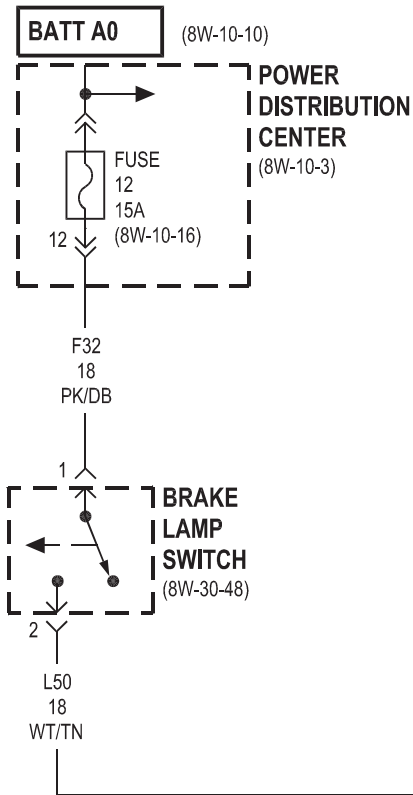 BATT A0
(8W-10-10)
POWER
DISTRIBUTION
CENTER
(8W-10-3)
FUSE
12
15A
(8W-10-16)
12
F32
18
PK/DB
1
BRAKE
LAMP
SWITCH
(8W-30-48)
2
L50
18
WT/TN